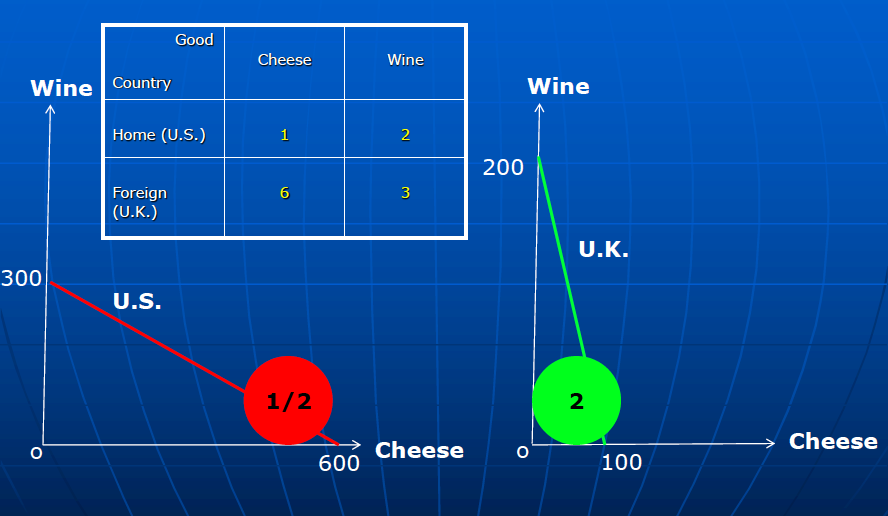 Good
Country
Cheese
Wine
Home (U.S.)
1
2
Foreign
(U.K.)
6
3
Wine
300
U.S.
1/2
o
600
Cheese
Wine
200
U.K.
2
o
100
Cheese